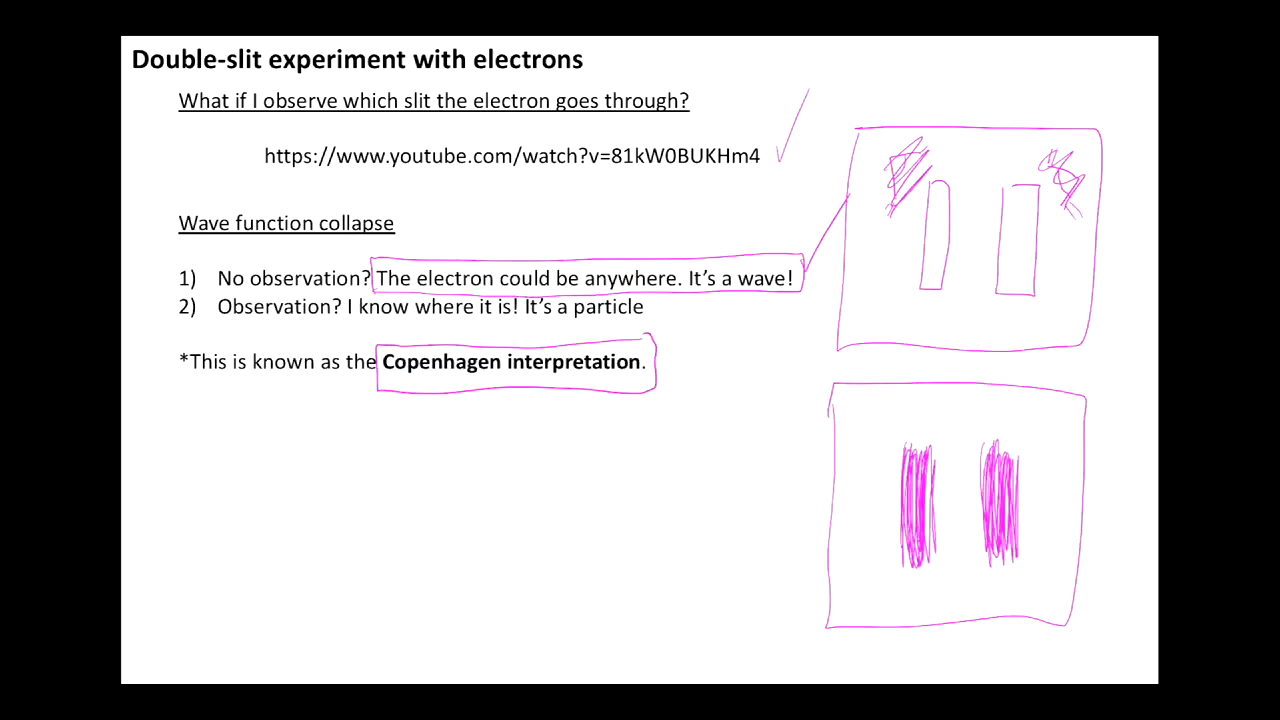 Double-slit experiment with electrons
What if I observe which slit the electron goes through?
https://www.youtube.com/watch?v=81kW0BUKHm4
Wave function collapse
1) No observation? The electron could be anywhere. It's a wave!
2) Observation? I know where it is! It's a particle
*This is known as the Copenhagen interpretation.